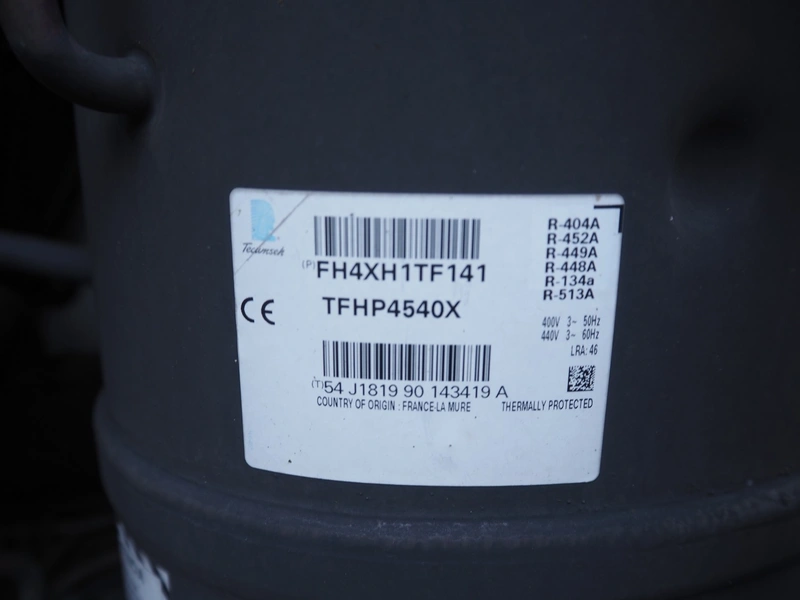 Tecumseh
(P)FH4XH1TF141
TFHP4540X
R-404A
R-452A
R-449A
R-448A
R-134a
R-513A
400V 3~ 50Hz
440V 3~ 60Hz
LRA: 46
(T)54 J1819 90 143419 A
COUNTRY OF ORIGIN : FRANCE-LA MURE
THERMALLY PROTECTED
CE